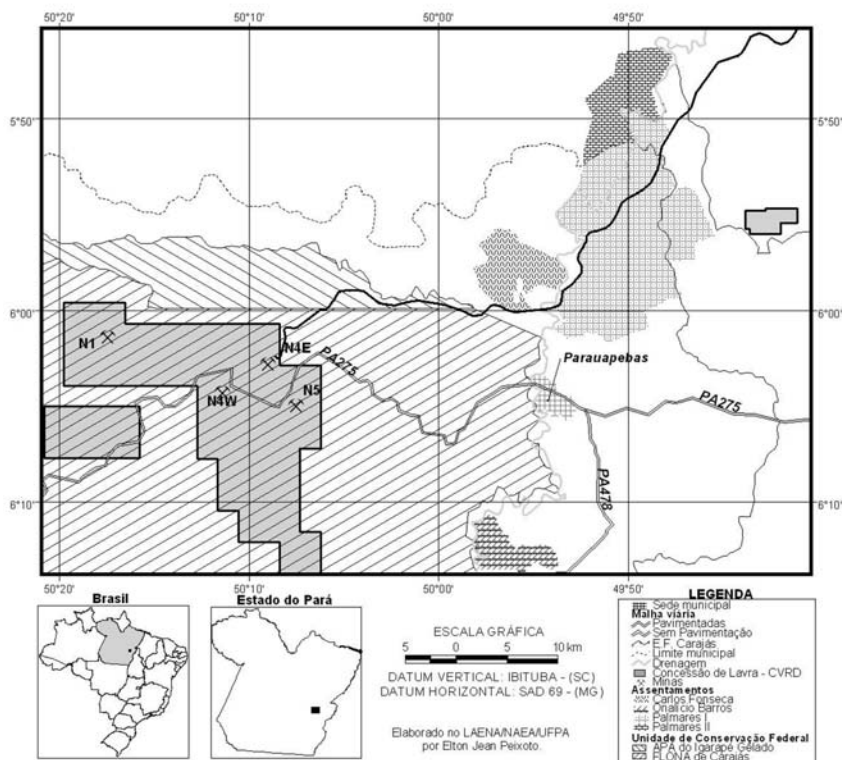 50°20' 50°10' 50°00' 49°50'
5°50' 5°50'
6°00' 6°00'
N1
N4E
PA275
N4W
N5
Parauapebas
PA275
PA478
6°10' 6°10'
50°20' 50°10' 50°00' 49°50'
Brasil
Estado do Pará
ESCALA GRÁFICA
5 0 5 10 km
DATUM VERTICAL: IBITUBA - (SC)
DATUM HORIZONTAL: SAD 69 - (MG)
Elaborado no LAENA/NAEA/UFPA
por Elton Jean Peixoto.
LEGENDA
Sede municipal
Malha viária
Pavimentadas
Sem Pavimentação
E.F. Carajás
Limite municipal
Drenagem
Concessão de Lavra - CVRD
Minas
Assentamentos
Carlos Fonseca
Onalício Barros
Palmares I
Palmares II
Unidade de Conservação Federal
APA do Igarapé Gelado
FLONA de Carajás